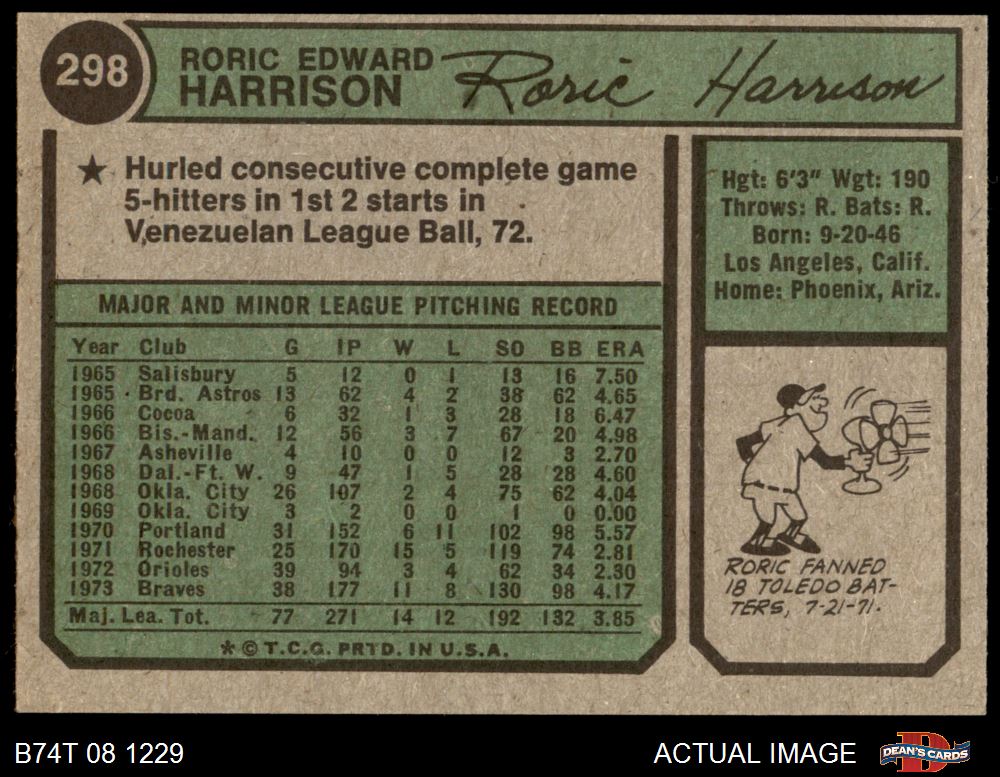 298
RORIC EDWARD
HARRISON
Roric Harrison
★ Hurled consecutive complete game
5-hitters in 1st 2 starts in
Venezuelan League Ball, 72.
MAJOR AND MINOR LEAGUE PITCHING RECORD
Year Club G IP W L SO BB ERA
1965 Salisbury 5 12 0 1 13 16 7.50
1965 Brd. Astros 13 62 4 2 38 62 4.65
1966 Cocoa 6 32 1 3 28 18 6.47
1966 Bis.-Mand. 12 56 3 7 67 20 4.98
1967 Asheville 4 10 0 0 12 3 2.70
1968 Dal.-Ft. W. 9 47 1 5 28 28 4.60
1968 Okla. City 26 107 2 4 75 62 4.04
1969 Okla. City 3 2 0 0 1 0 0.00
1970 Portland 31 152 6 11 102 98 5.57
1971 Rochester 25 170 15 5 119 74 2.81
1972 Orioles 39 94 3 4 62 34 2.30
1973 Braves 38 177 11 8 130 98 4.17
Maj. Lea. Tot. 77 271 14 12 192 132 3.85
* © T.C.G. PRTD. IN U.S.A.
Hgt: 6'3" Wgt: 190
Throws: R. Bats: R.
Born: 9-20-46
Los Angeles, Calif.
Home: Phoenix, Ariz.
RORIC FANNED
18 TOLEDO BAT-
TERS, 7-21-71.
B74T 08 1229
ACTUAL IMAGE
DEAN'S CARDS